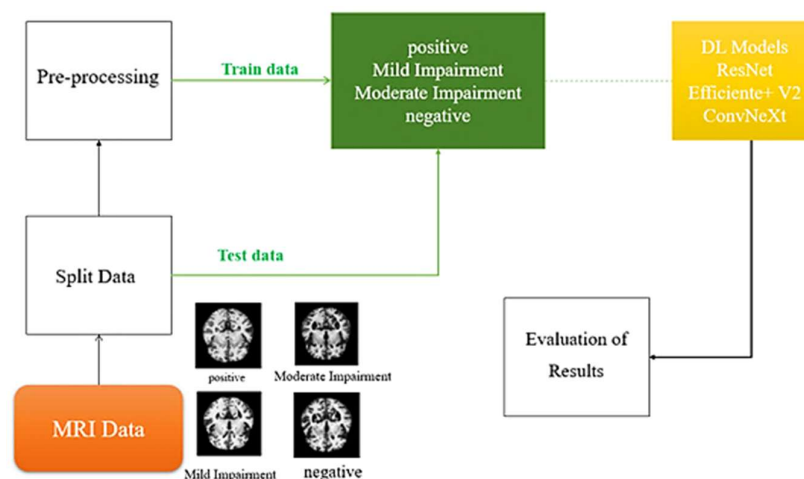 Pre-processing
Train data
positive
Mild Impairment
Moderate Impairment
negative
DL Models
ResNet
Efficiente+ V2
ConvNeXt
Split Data
Test data
positive
Moderate Impairment
Mild Impairment
negative
MRI Data
Evaluation of
Results